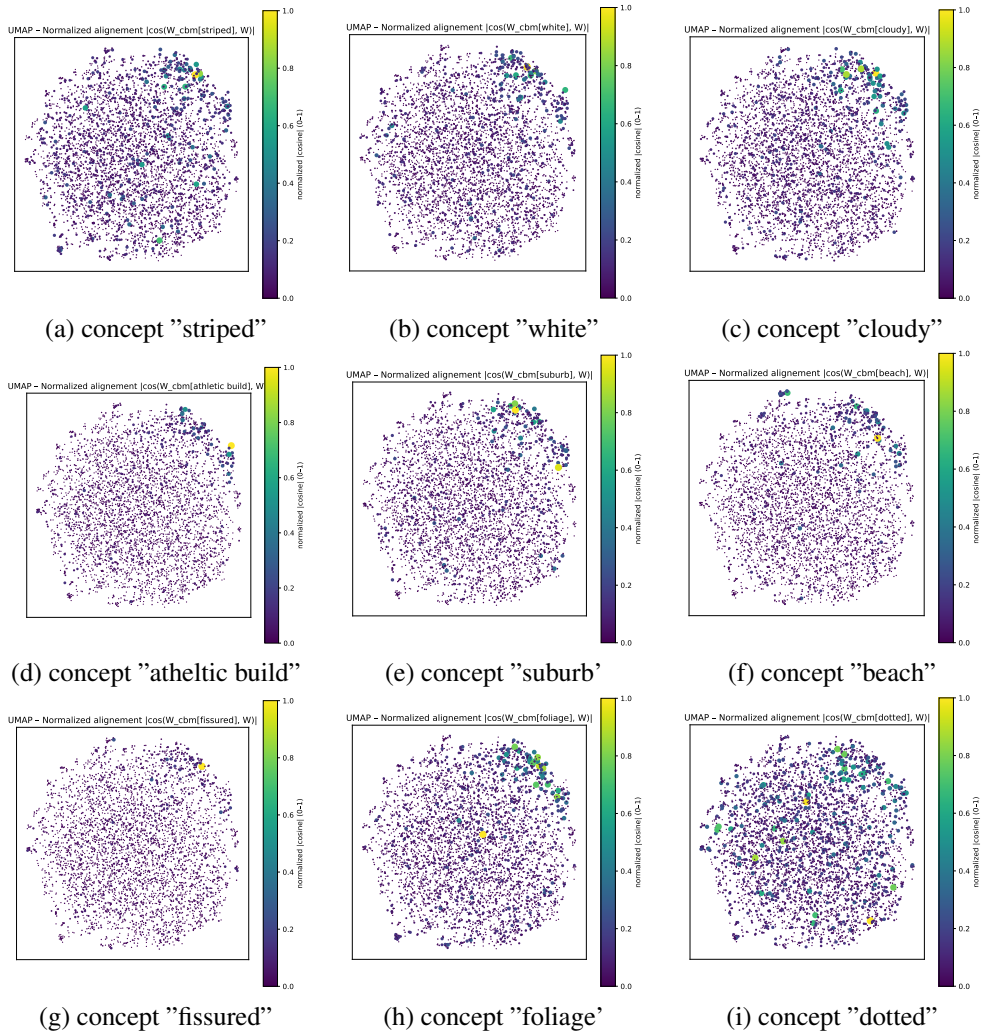 UMAP – Normalized alignement |cos(W_cbm[striped], W)|
1.0
0.8
0.6
0.4
0.2
0.0
normalized |cosine| (0–1)
(a) concept ”striped”
UMAP – Normalized alignement |cos(W_cbm[white], W)|
1.0
0.8
0.6
0.4
0.2
0.0
normalized |cosine| (0–1)
(b) concept ”white”
UMAP – Normalized alignement |cos(W_cbm[cloudy], W)|
1.0
0.8
0.6
0.4
0.2
0.0
normalized |cosine| (0–1)
(c) concept ”cloudy”
UMAP – Normalized alignement |cos(W_cbm[athletic build], W
1.0
0.8
0.6
0.4
0.2
0.0
normalized |cosine| (0–1)
(d) concept ”atheltic build”
UMAP – Normalized alignement |cos(W_cbm[suburb], W)|
1.0
0.8
0.6
0.4
0.2
0.0
normalized |cosine| (0–1)
(e) concept ”suburb’
UMAP – Normalized alignement |cos(W_cbm[beach], W)|
1.0
0.8
0.6
0.4
0.2
0.0
normalized |cosine| (0–1)
(f) concept ”beach”
UMAP – Normalized alignement |cos(W_cbm[fissured], W)|
1.0
0.8
0.6
0.4
0.2
0.0
normalized |cosine| (0–1)
(g) concept ”fissured”
UMAP – Normalized alignement |cos(W_cbm[foliage], W)|
1.0
0.8
0.6
0.4
0.2
0.0
normalized |cosine| (0–1)
(h) concept ”foliage’
UMAP – Normalized alignement |cos(W_cbm[dotted], W)|
1.0
0.8
0.6
0.4
0.2
0.0
normalized |cosine| (0–1)
(i) concept ”dotted”